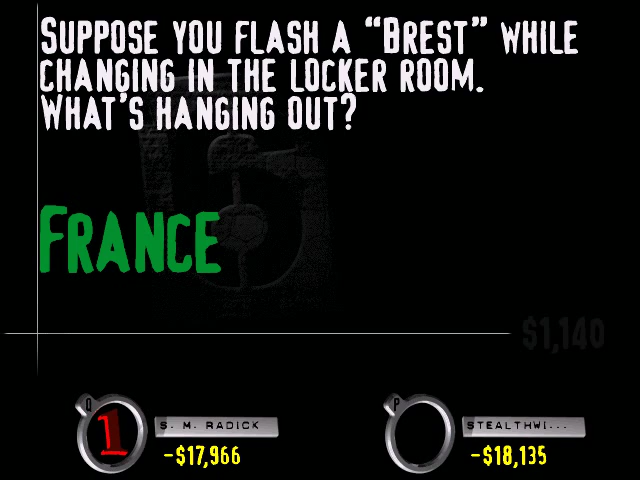 SUPPOSE YOU FLASH A “BREST” WHILE
CHANGING IN THE LOCKER ROOM.
WHAT'S HANGING OUT?
FRANCE
$1,140
Q
1
S. M. RADICK
-$17,966
P
STEALTHWI...
-$18,135